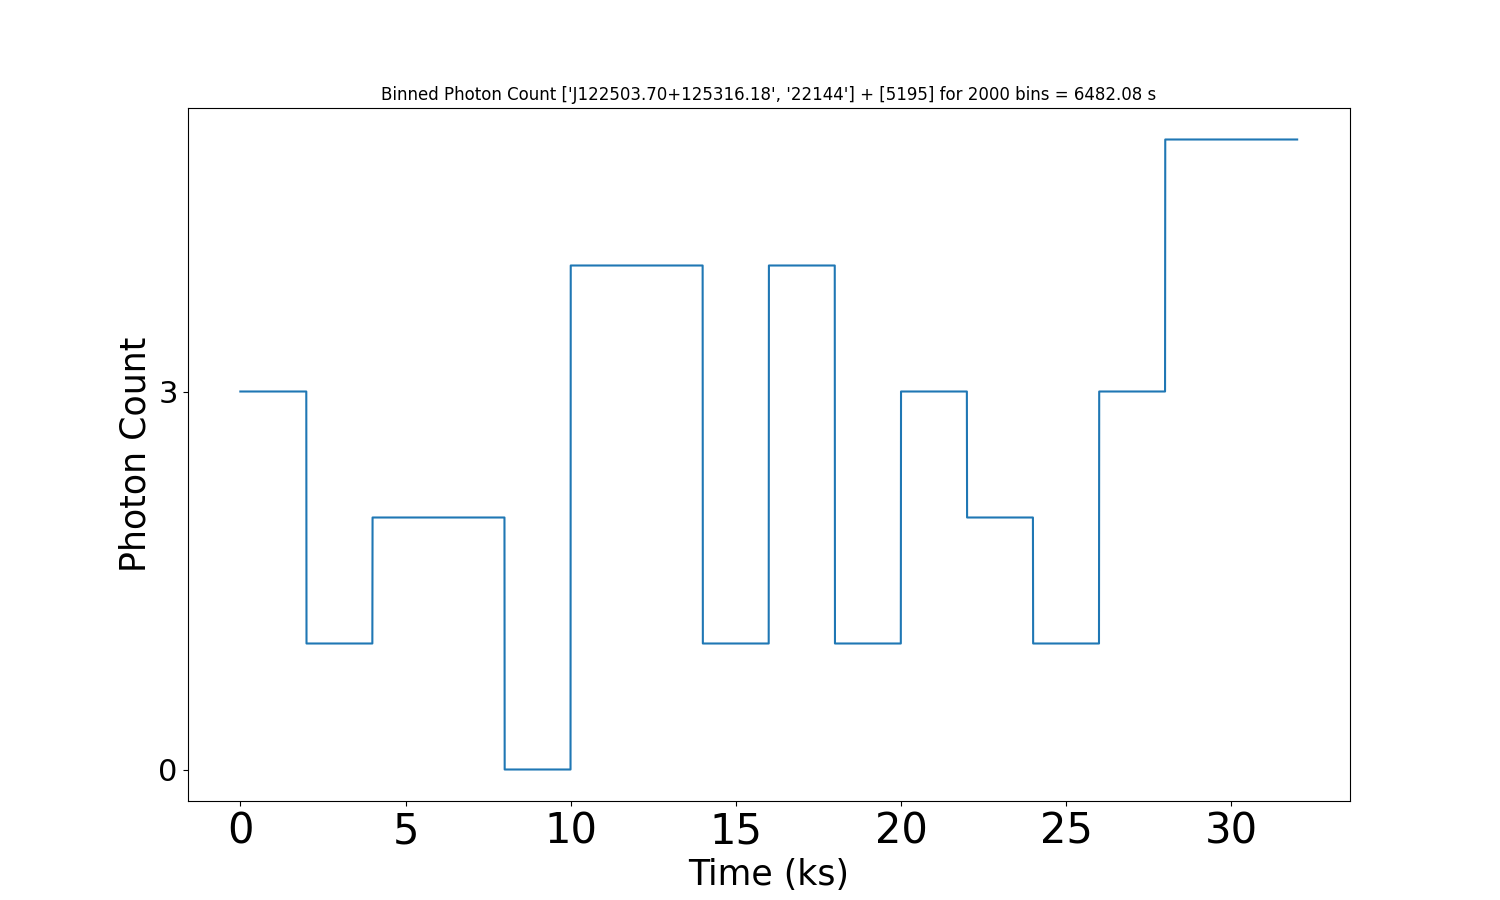 Binned Photon Count ['J122503.70+125316.18', '22144'] + [5195] for 2000 bins = 6482.08 s
Photon Count
3
0
0 5 10 15 20 25 30
Time (ks)